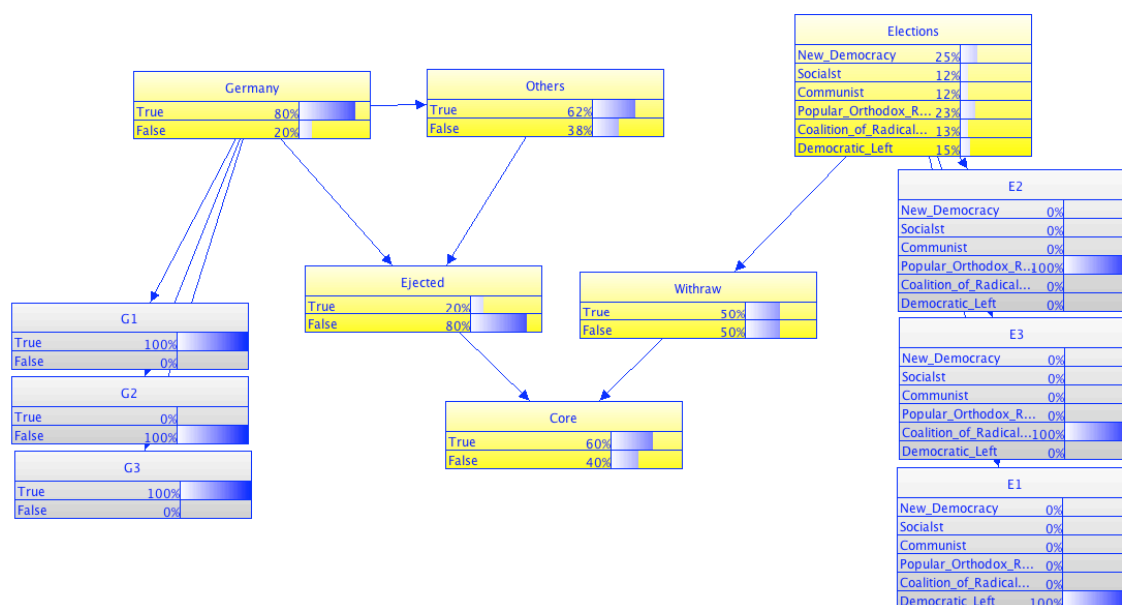 Germany
True 80%
False 20%
Others
True 62%
False 38%
Elections
New_Democracy 25%
Socialst 12%
Communist 12%
Popular_Orthodox_R... 23%
Coalition_of_Radical... 13%
Democratic_Left 15%
E2
New_Democracy 0%
Socialst 0%
Communist 0%
Popular_Orthodox_R... 100%
Coalition_of_Radical... 0%
Democratic_Left 0%
Ejected
True 20%
False 80%
Withraw
True 50%
False 50%
G1
True 100%
False 0%
E3
New_Democracy 0%
Socialst 0%
Communist 0%
Popular_Orthodox_R... 0%
Coalition_of_Radical... 100%
Democratic_Left 0%
G2
True 0%
False 100%
Core
True 60%
False 40%
G3
True 100%
False 0%
E1
New_Democracy 0%
Socialst 0%
Communist 0%
Popular_Orthodox_R... 0%
Coalition_of_Radical... 0%
Democratic_Left 100%